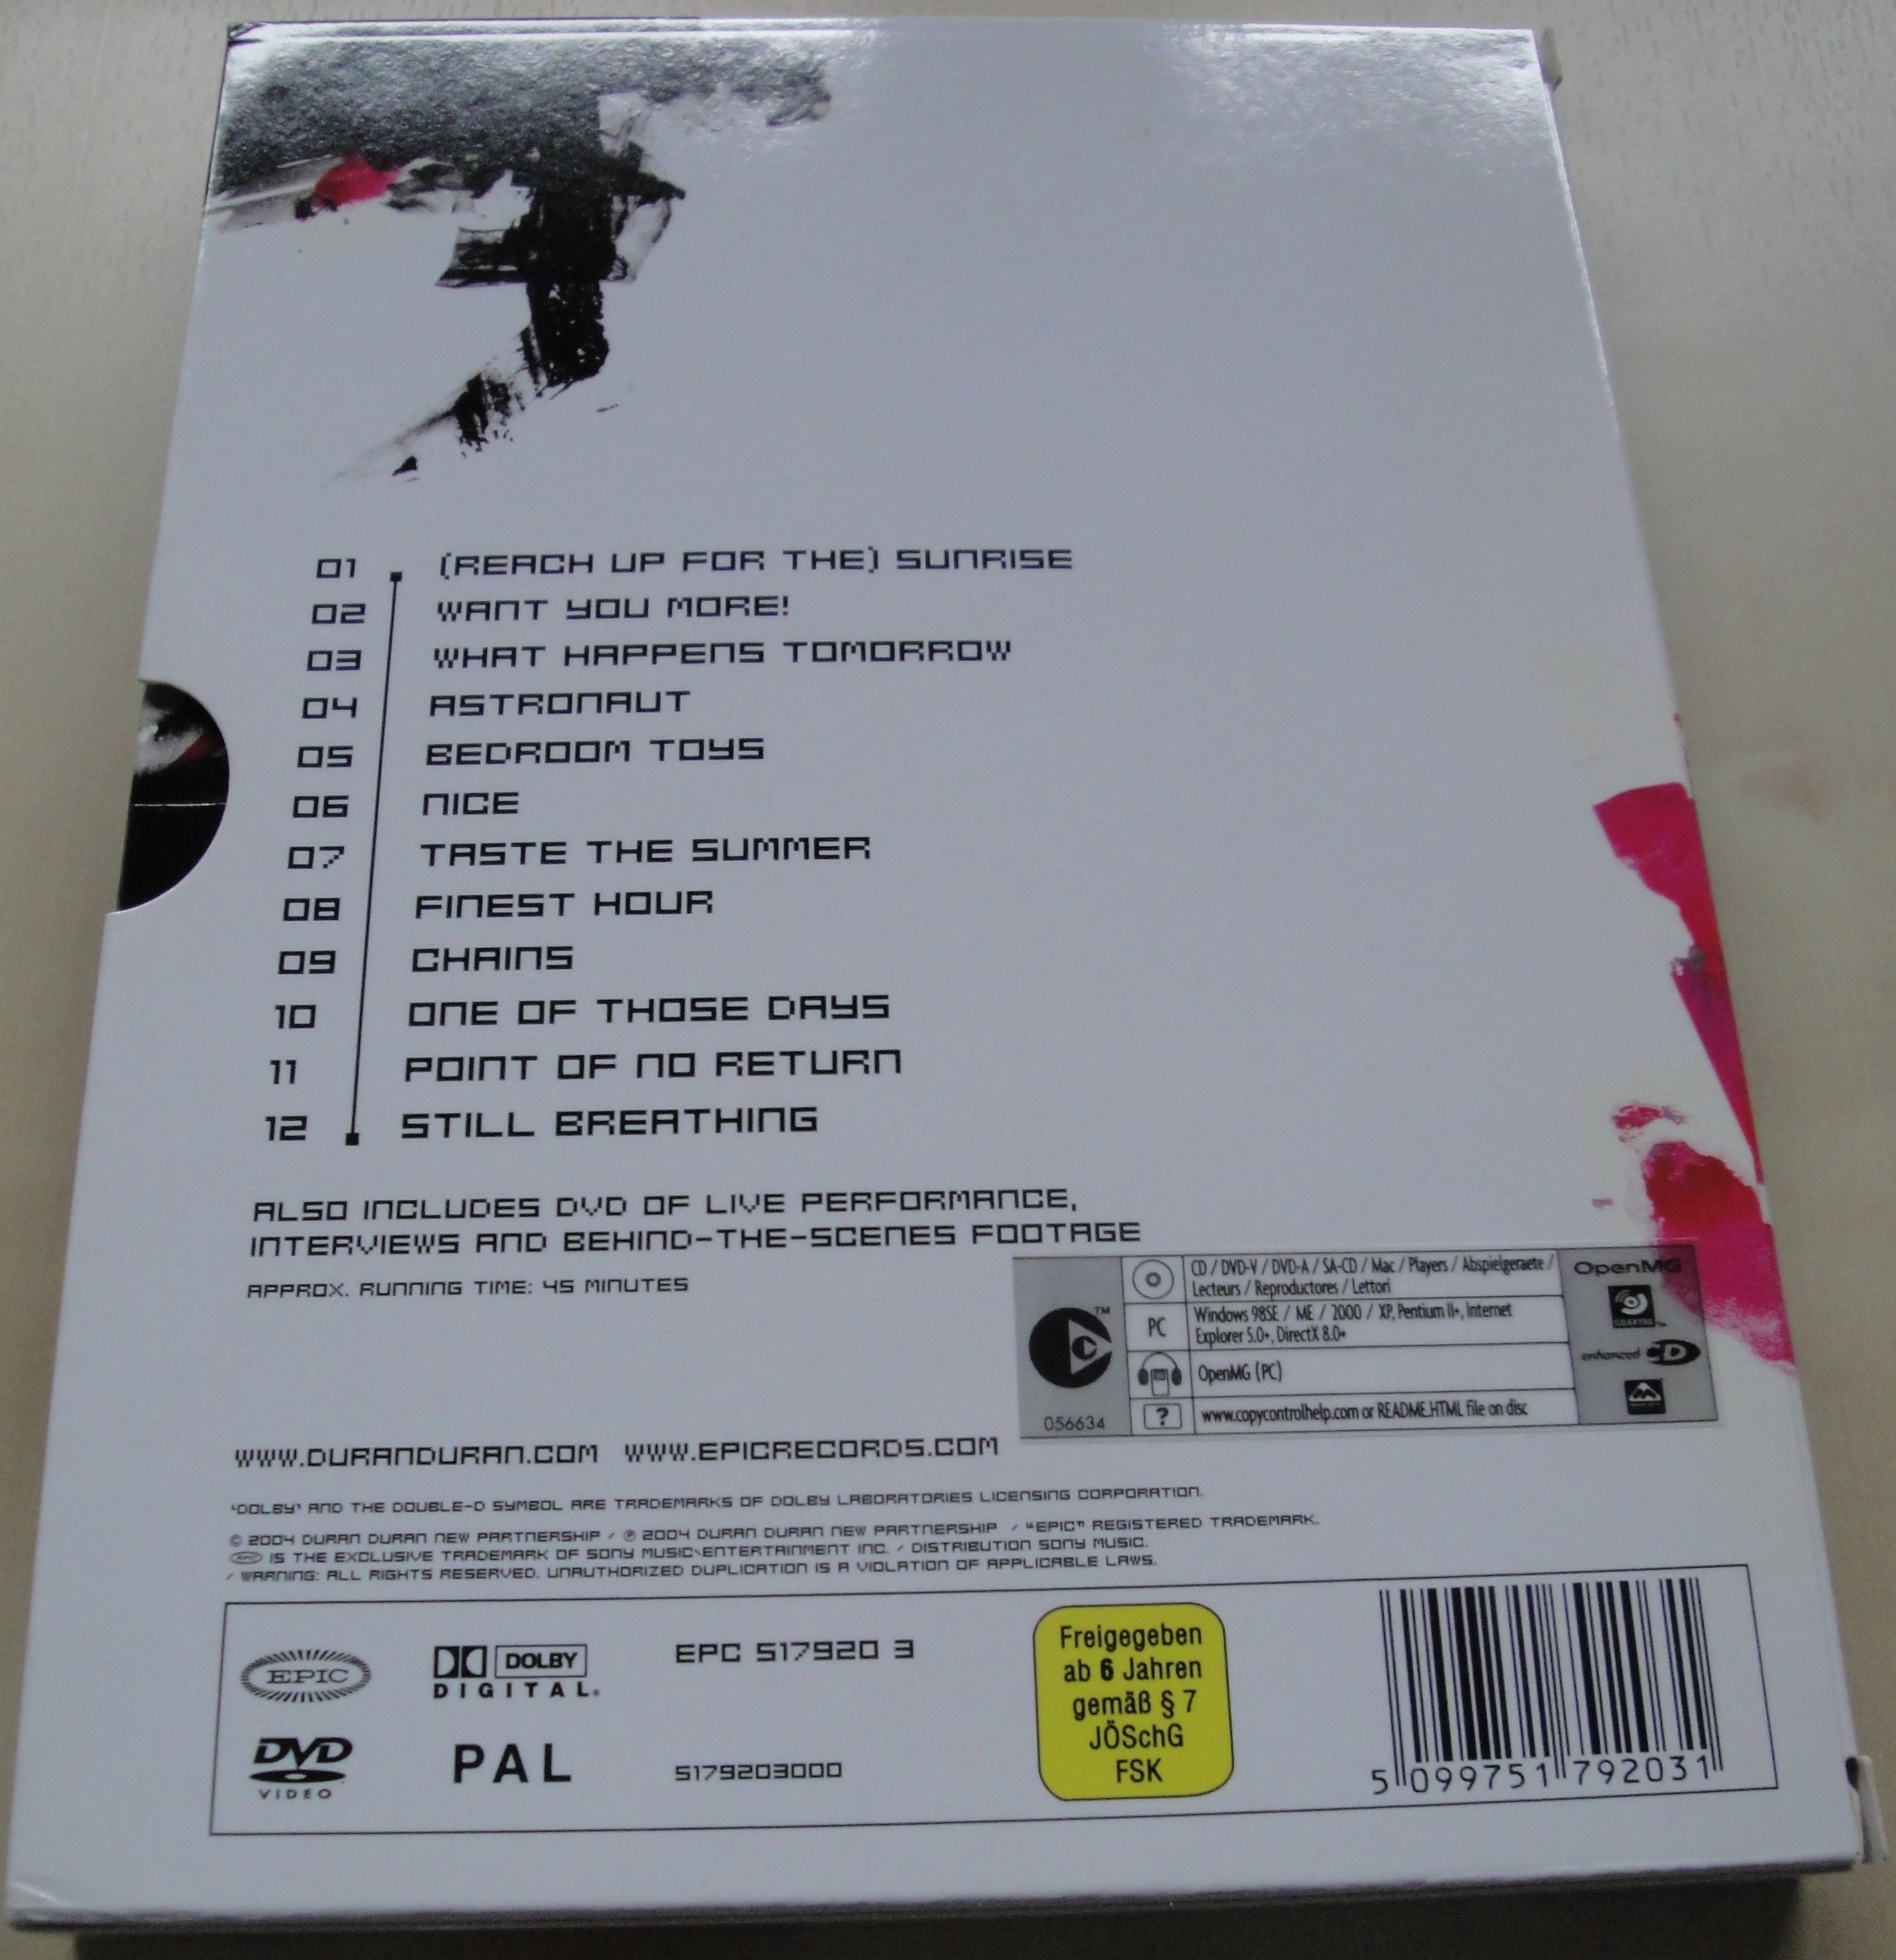 01 (REACH UP FOR THE) SUNRISE
02 WANT YOU MORE!
03 WHAT HAPPENS TOMORROW
04 ASTRONAUT
05 BEDROOM TOYS
06 NICE
07 TASTE THE SUMMER
08 FINEST HOUR
09 CHAINS
10 ONE OF THOSE DAYS
11 POINT OF NO RETURN
12 STILL BREATHING
ALSO INCLUDES DVD OF LIVE PERFORMANCE,
INTERVIEWS AND BEHIND-THE-SCENES FOOTAGE
APPROX. RUNNING TIME: 45 MINUTES
TM
C
056634
CD / DVD-V / DVD-A / SA-CD / Mac / Players / Abspielgeraete /
Lecteurs / Reproductores / Lettori
PC Windows 98SE / ME / 2000 / XP, Pentium II+, Internet
Explorer 5.0+, DirectX 8.0+
OpenMG (PC)
? www.copycontrolhelp.com or README.HTML file on disc
OpenMG
CD EXTRA TM
enhanced CD
WWW.DURANDURAN.COM WWW.EPICRECORDS.COM
'DOLBY' AND THE DOUBLE-D SYMBOL ARE TRADEMARKS OF DOLBY LABORATORIES LICENSING CORPORATION.
© 2004 DURAN DURAN NEW PARTNERSHIP / ℗ 2004 DURAN DURAN NEW PARTNERSHIP / "EPIC" REGISTERED TRADEMARK.
EPIC IS THE EXCLUSIVE TRADEMARK OF SONY MUSIC\ENTERTAINMENT INC. / DISTRIBUTION SONY MUSIC.
/ WARNING: ALL RIGHTS RESERVED. UNAUTHORIZED DUPLICATION IS A VIOLATION OF APPLICABLE LAWS.
EPIC
DOLBY
DIGITAL.
EPC 517920 3
DVD
VIDEO
PAL
5179203000
Freigegeben
ab 6 Jahren
gemäß § 7
JÖSchG
FSK
5 099751 792031